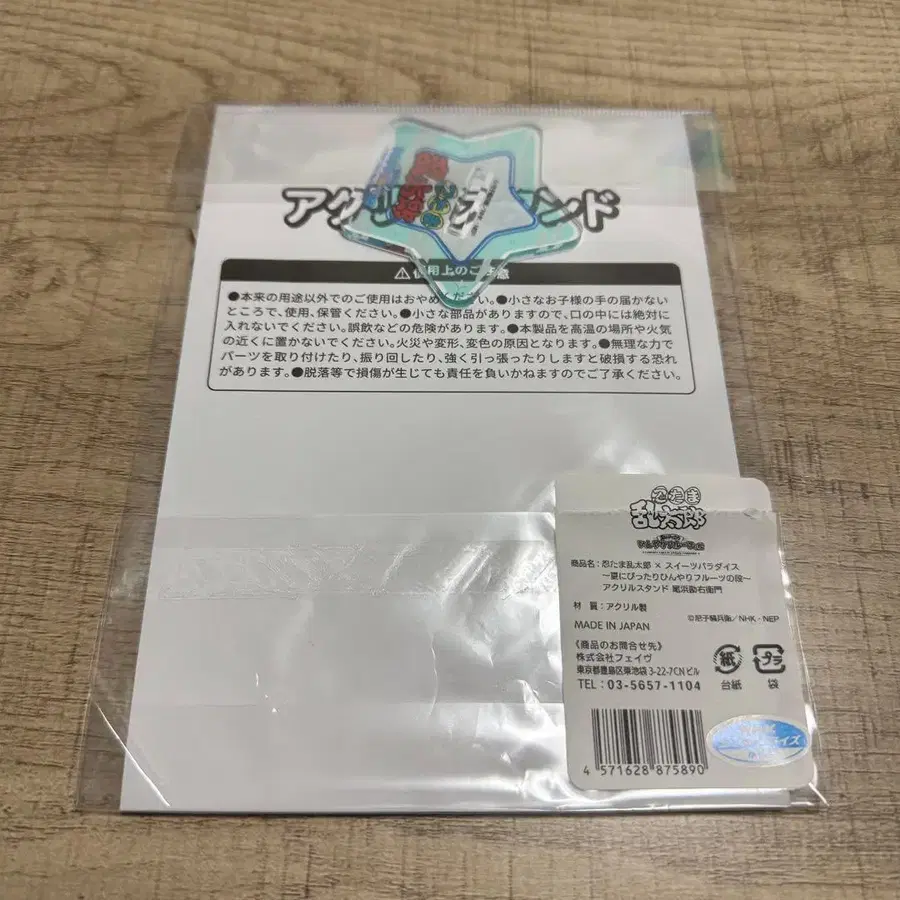 アクリルスタンド
⚠使用上のご注意
●本来の用途以外でのご使用はおやめください。●小さなお子様の手の届かない
ところで、使用、保管ください。●小さな部品がありますので、口の中には絶対に
入れないでください。誤飲などの危険があります。●本製品を高温の場所や火気
の近くに置かないでください。火災や変形、変色の原因となります。●無理な力で
パーツを取り付けたり、振り回したり、強く引っ張ったりしますと破損する恐れ
があります。●脱落等で損傷が生じても責任を負いかねますのでご了承ください。
忍たま
乱太郎
商品名：忍たま乱太郎 × スイーツパラダイス
～夏にぴったりひんやりフルーツの段～
アクリルスタンド 尾浜勘右衛門
材 質：アクリル製
©尼子騒兵衛/NHK・NEP
MADE IN JAPAN
《商品のお問合せ先》
株式会社フェイヴ
東京都豊島区東池袋3-22-7CNビル
TEL：03-5657-1104
紙
プラ
台紙
袋
4 571628 875890